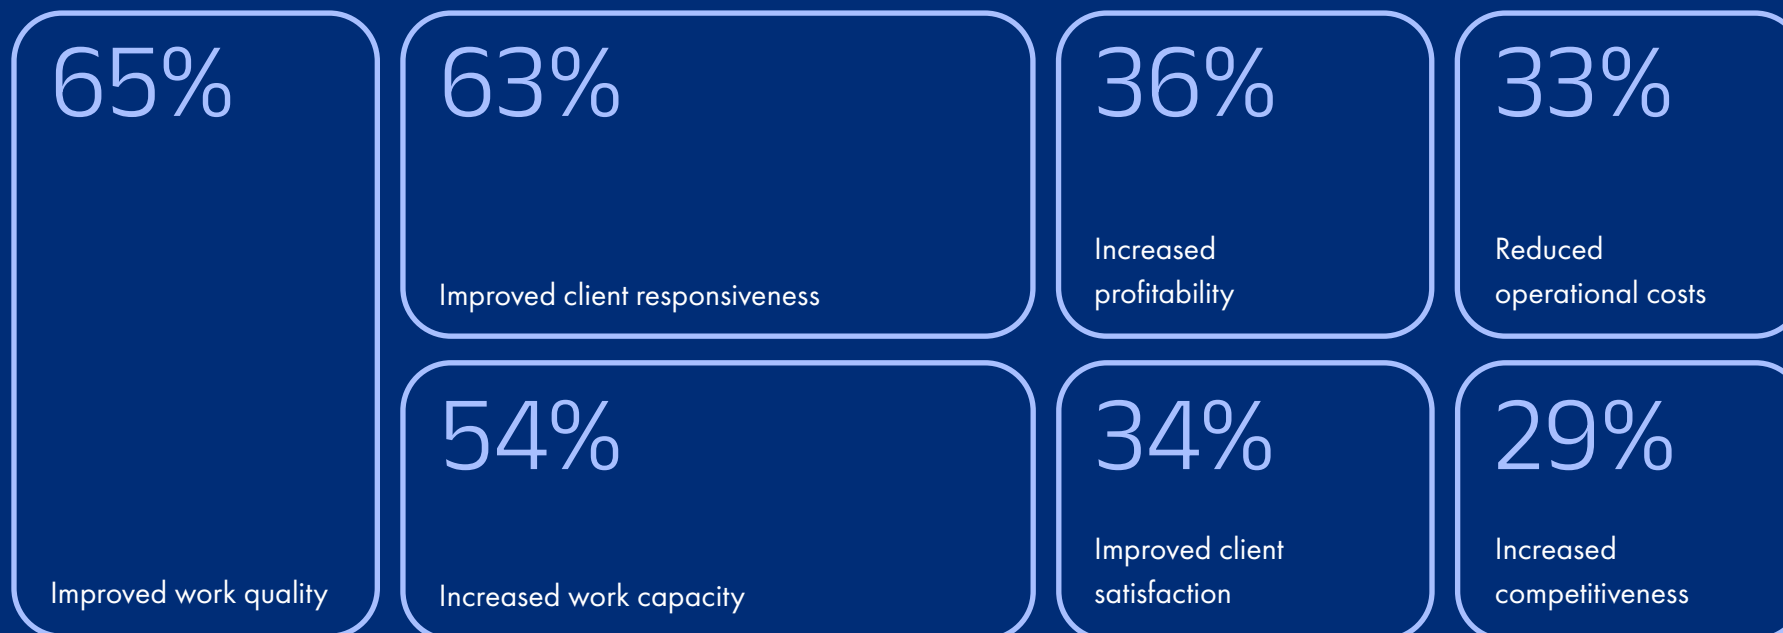 65%
Improved work quality
63%
Improved client responsiveness
54%
Increased work capacity
36%
Increased
profitability
34%
Improved client
satisfaction
33%
Reduced
operational costs
29%
Increased
competitiveness